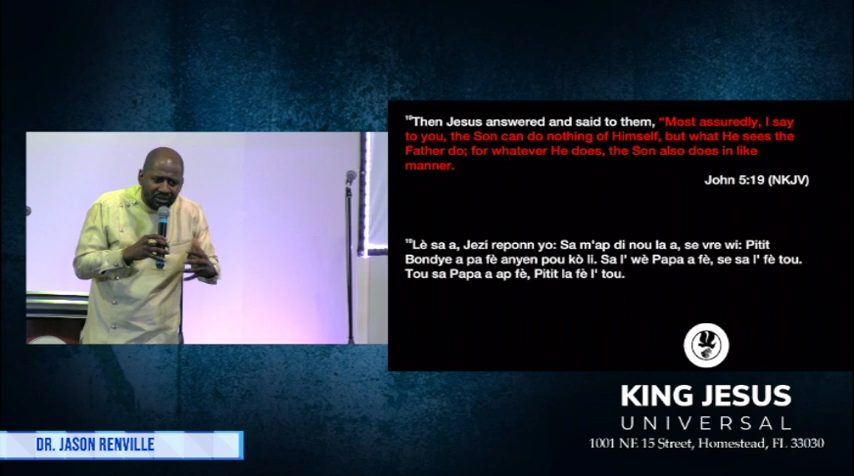 ¹⁹Then Jesus answered and said to them, "Most assuredly, I say
to you, the Son can do nothing of Himself, but what He sees the
Father do; for whatever He does, the Son also does in like
manner.
John 5:19 (NKJV)
¹⁹Lè sa a, Jezi reponn yo: Sa m'ap di nou la a, se vre wi: Pitit
Bondye a pa fè anyen pou kò li. Sa l' wè Papa a fè, se sa l' fè tou.
Tou sa Papa a ap fè, Pitit la fè l' tou.
KING JESUS
UNIVERSAL
1001 NE 15 Street, Homestead, FL 33030
DR. JASON RENVILLE